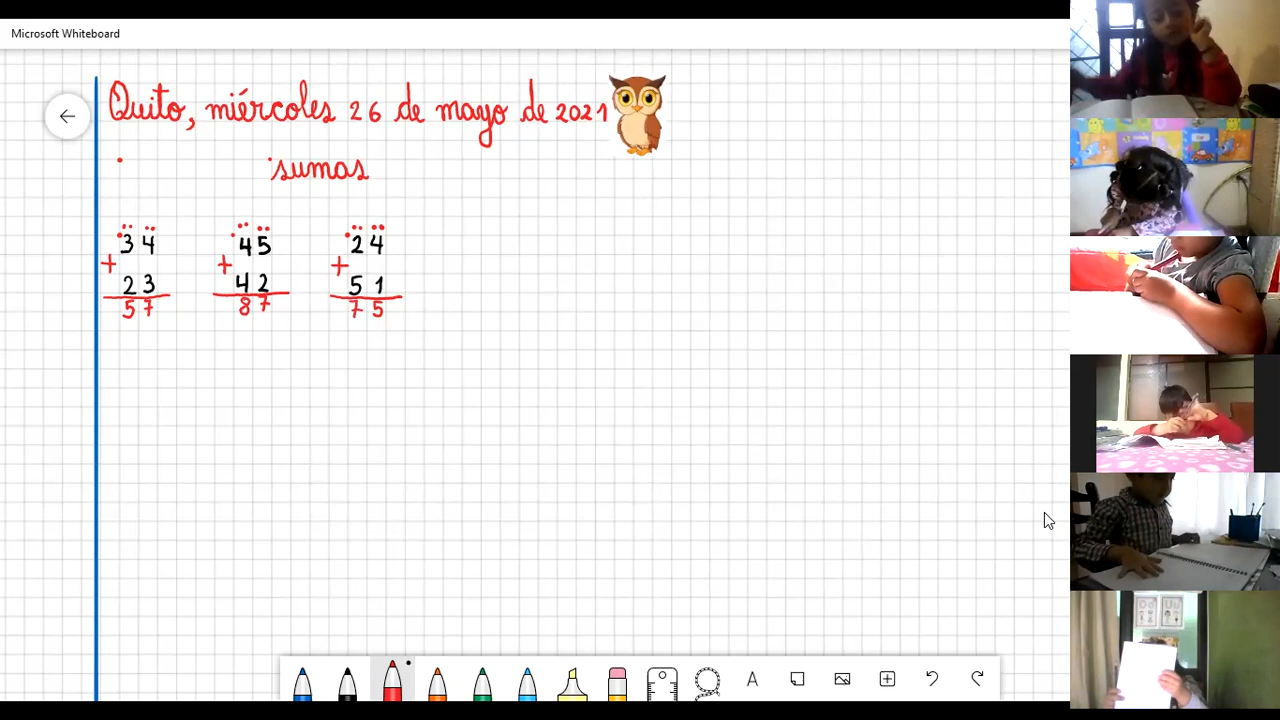 Microsoft Whiteboard
Quito, miércoles 26 de mayo de 2021
sumas
34 45 24
+ + +
23 42 51
57 87 75
A